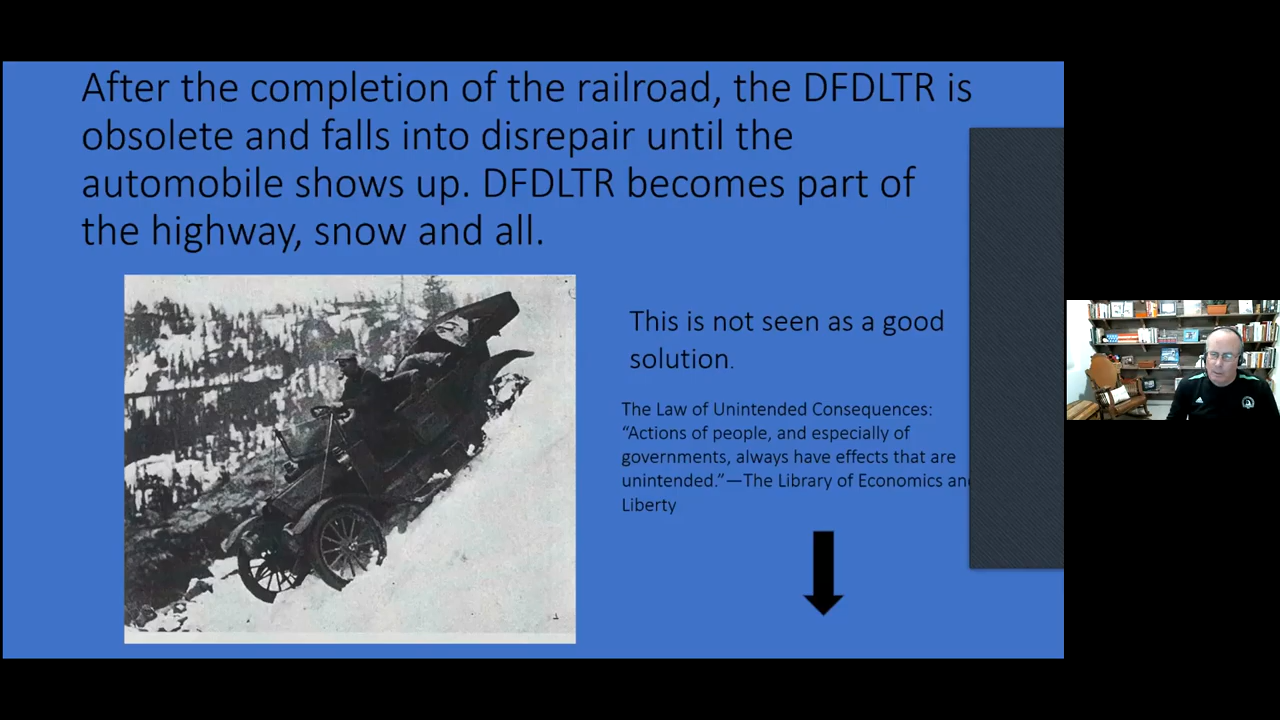 After the completion of the railroad, the DFDLTR is
obsolete and falls into disrepair until the
automobile shows up. DFDLTR becomes part of
the highway, snow and all.
This is not seen as a good
solution.
The Law of Unintended Consequences:
“Actions of people, and especially of
governments, always have effects that are
unintended.”—The Library of Economics and
Liberty